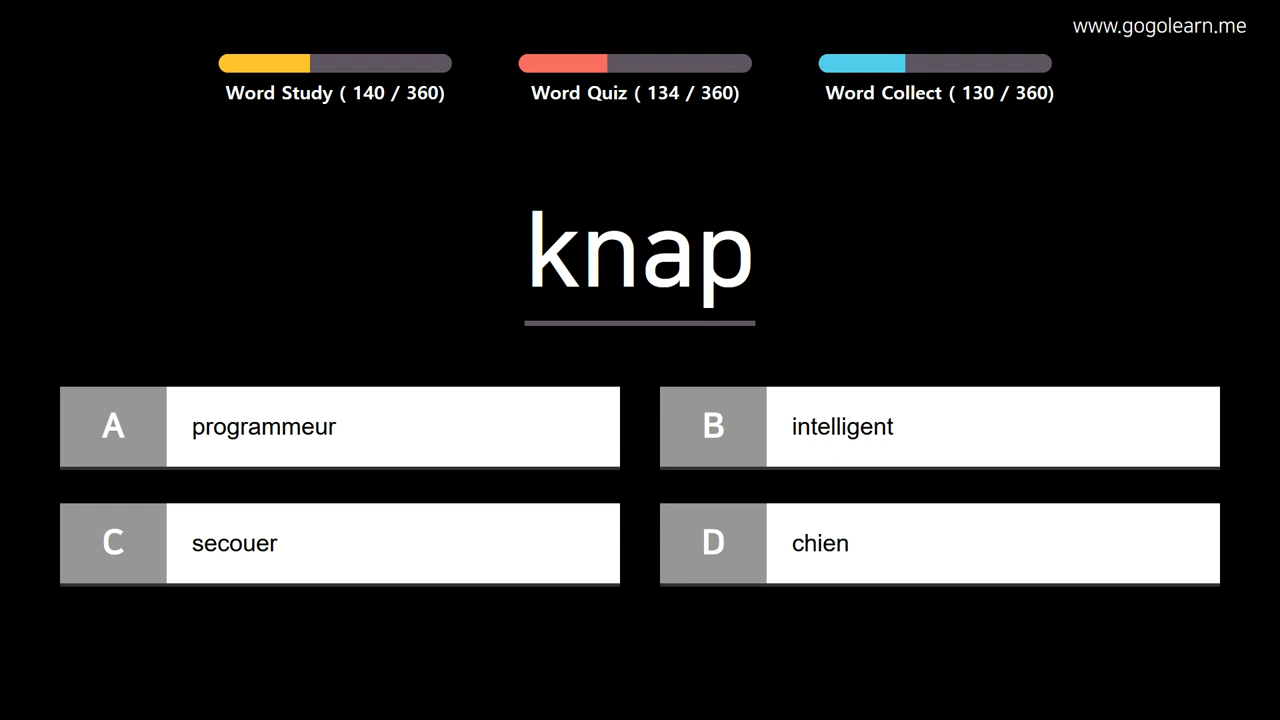 www.gogolearn.me
Word Study ( 140 / 360)
Word Quiz ( 134 / 360)
Word Collect ( 130 / 360)
knap
A programmeur
B intelligent
C secouer
D chien